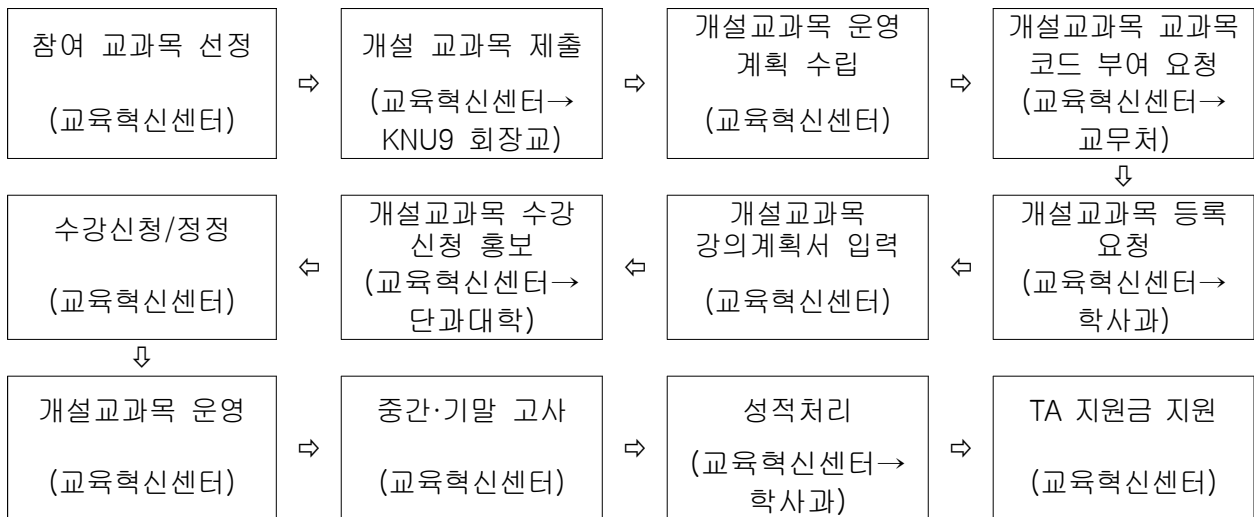 참여 교과목 선정
(교육혁신센터)
⇨
개설 교과목 제출
(교육혁신센터→
KNU9 회장교)
⇨
개설교과목 운영
계획 수립
(교육혁신센터)
⇨
개설교과목 교과목
코드 부여 요청
(교육혁신센터→
교무처)
⇩
개설교과목 등록
요청
(교육혁신센터→
학사과)
⇦
개설교과목
강의계획서 입력
(교육혁신센터)
⇦
개설교과목 수강
신청 홍보
(교육혁신센터→
단과대학)
⇦
수강신청/정정
(교육혁신센터)
⇩
개설교과목 운영
(교육혁신센터)
⇨
중간·기말 고사
(교육혁신센터)
⇨
성적처리
(교육혁신센터→
학사과)
⇨
TA 지원금 지원
(교육혁신센터)